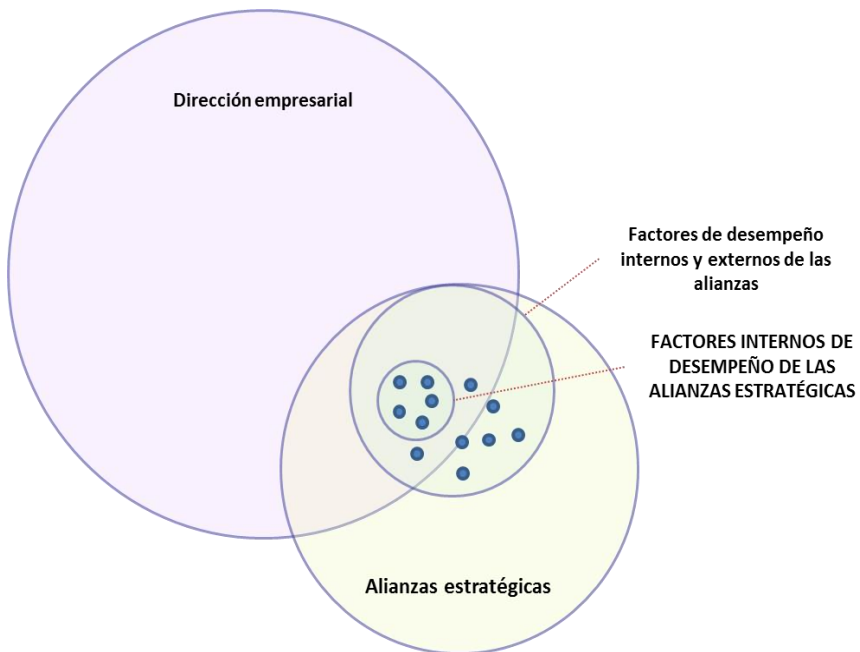 Dirección empresarial
Factores de desempeño
internos y externos de las
alianzas
FACTORES INTERNOS DE
DESEMPEÑO DE LAS
ALIANZAS ESTRATÉGICAS
Alianzas estratégicas